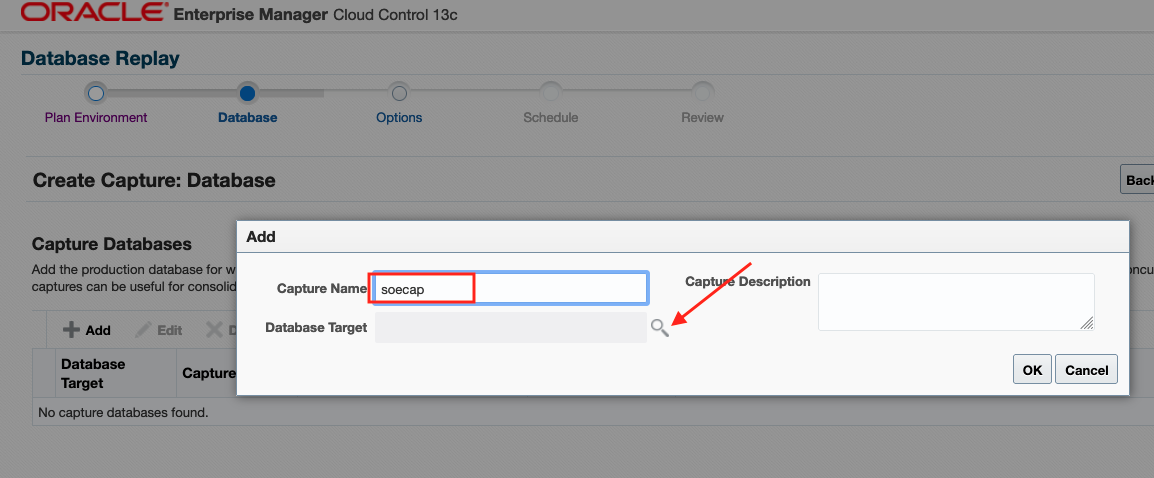 ORACLE Enterprise Manager Cloud Control 13c
Database Replay
Plan Environment Database Options Schedule Review
Create Capture: Database
Back
Add
Capture Databases
Add the production database for w
captures can be useful for consolid
Capture Name soecap Capture Description
Database Target
Add Edit D
OK Cancel
Database
Target Capture
No capture databases found.